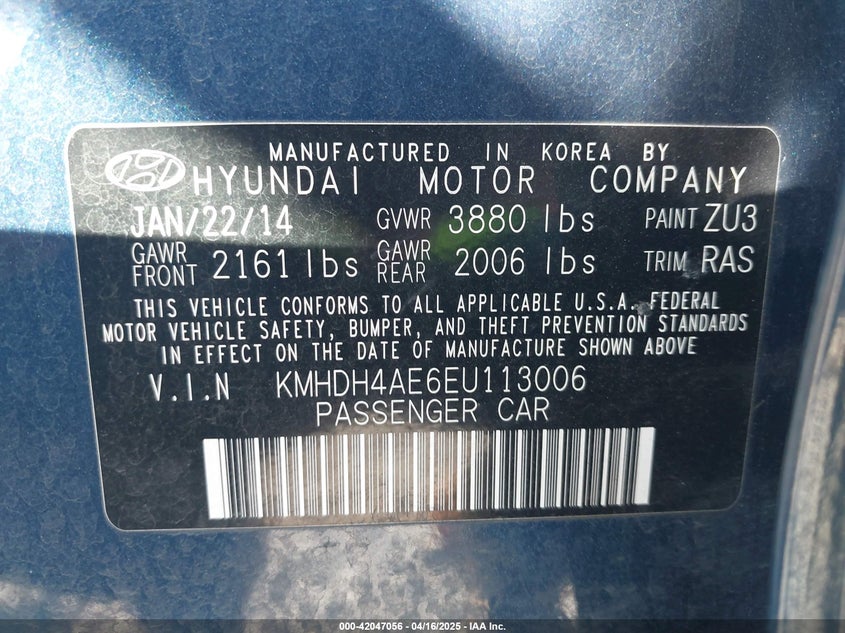 MANUFACTURED IN KOREA BY
HYUNDAI MOTOR COMPANY
JAN/22/14 GVWR 3880 lbs PAINT ZU3
GAWR FRONT 2161 lbs GAWR REAR 2006 lbs TRIM RAS
THIS VEHICLE CONFORMS TO ALL APPLICABLE U.S.A. FEDERAL
MOTOR VEHICLE SAFETY, BUMPER, AND THEFT PREVENTION STANDARDS
IN EFFECT ON THE DATE OF MANUFACTURE SHOWN ABOVE
V.I.N KMHDH4AE6EU113006
PASSENGER CAR
000-42047056 - 04/16/2025 - IAA Inc.